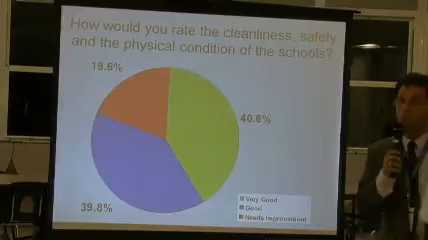 How would you rate the cleanliness, safety
and the physical condition of the schools?
19.6%
40.6%
39.8%
Very Good
Good
Needs Improvement